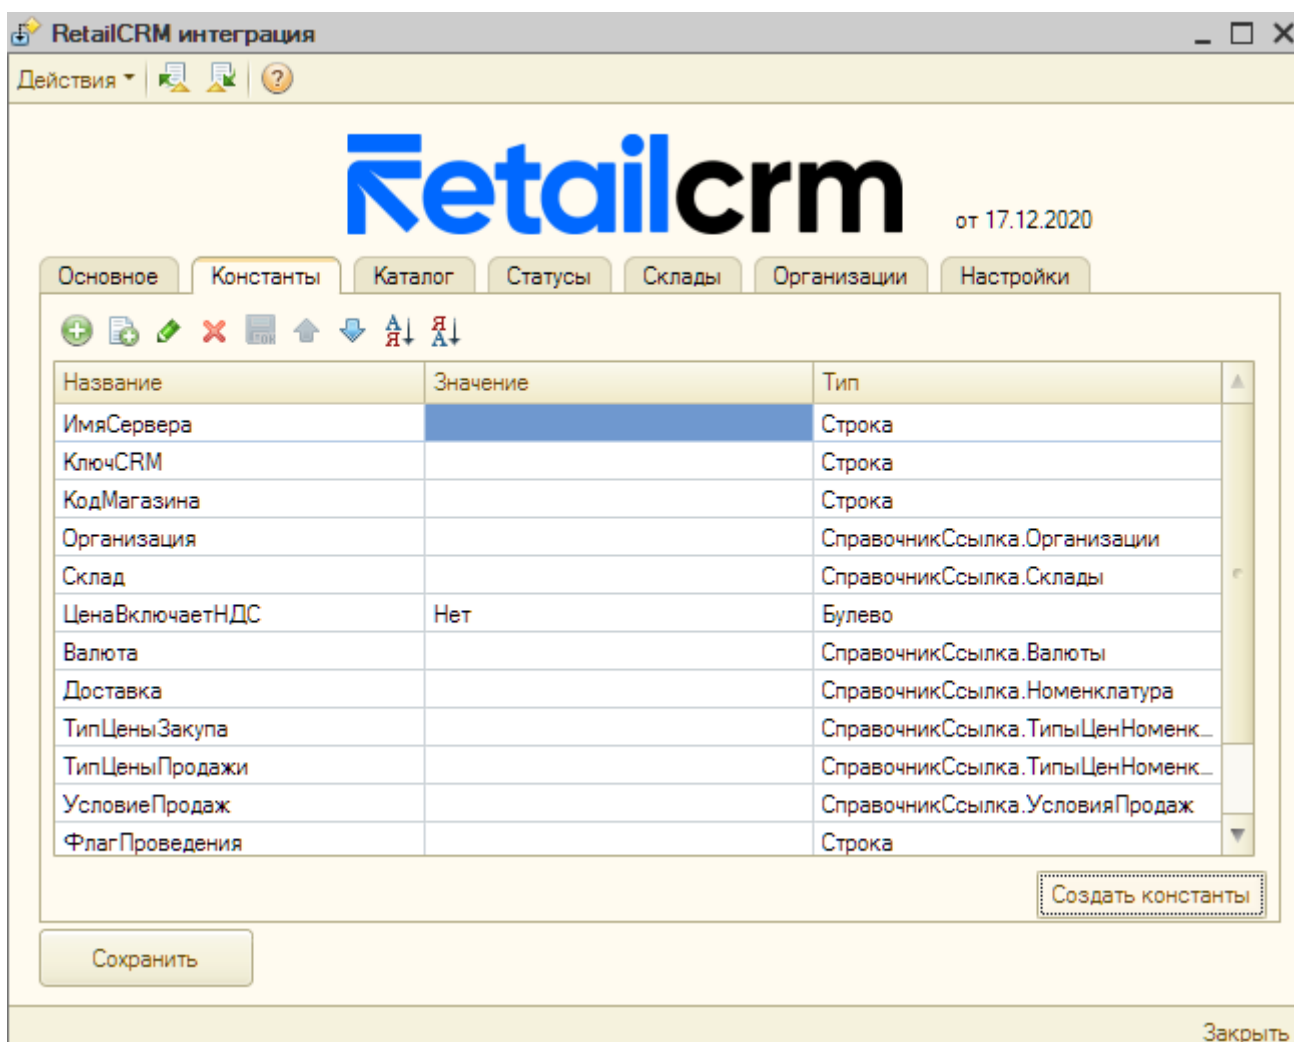 RetailCRM интеграция
Действия
Retailcrm
от 17.12.2020
Основное Константы Каталог Статусы Склады Организации Настройки
Название Значение Тип
ИмяСервера Строка
КлючCRM Строка
КодМагазина Строка
Организация СправочникСсылка.Организации
Склад СправочникСсылка.Склады
ЦенаВключаетНДС Нет Булево
Валюта СправочникСсылка.Валюты
Доставка СправочникСсылка.Номенклатура
ТипЦеныЗакупа СправочникСсылка.ТипыЦенНоменк...
ТипЦеныПродажи СправочникСсылка.ТипыЦенНоменк...
УсловиеПродаж СправочникСсылка.УсловияПродаж
ФлагПроведения Строка
Создать константы
Сохранить
Закрыть